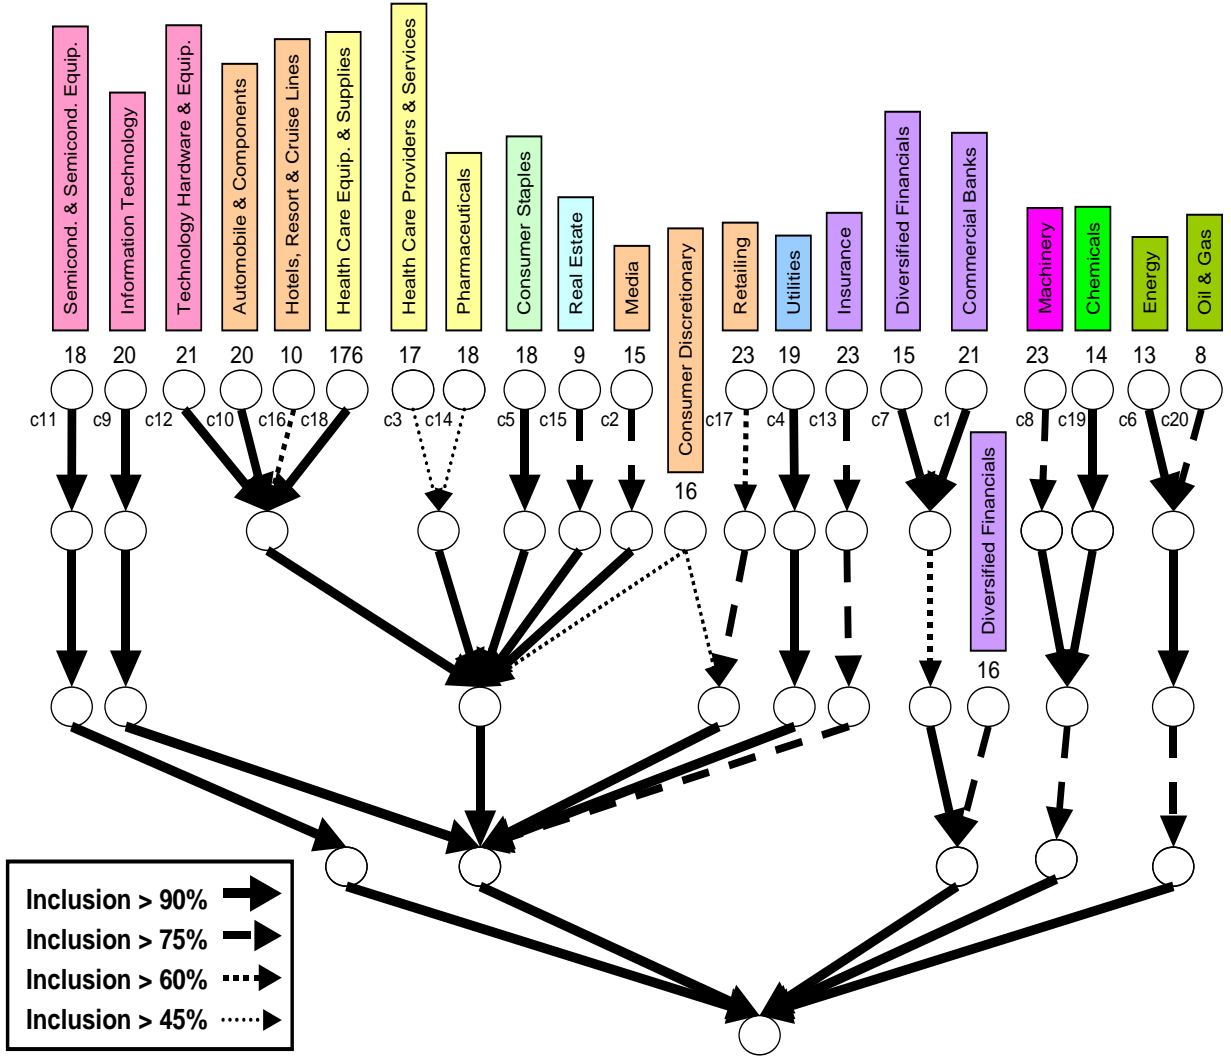 Semicond. & Semicond. Equip.
Information Technology
Technology Hardware & Equip.
Automobile & Components
Hotels, Resort & Cruise Lines
Health Care Equip. & Supplies
Health Care Providers & Services
Pharmaceuticals
Consumer Staples
Real Estate
Media
Consumer Discretionary
Retailing
Utilities
Insurance
Diversified Financials
Commercial Banks
Machinery
Chemicals
Energy
Oil & Gas
18 20 21 20 10 176 17 18 18 9 15 23 19 23 15 21 23 14 13 8
c11 c9 c12 c10 c16 c18 c3 c14 c5 c15 c2 c17 c4 c13 c7 c1 c8 c19 c6 c20
Diversified Financials
16
16
Inclusion > 90%
Inclusion > 75%
Inclusion > 60%
Inclusion > 45%